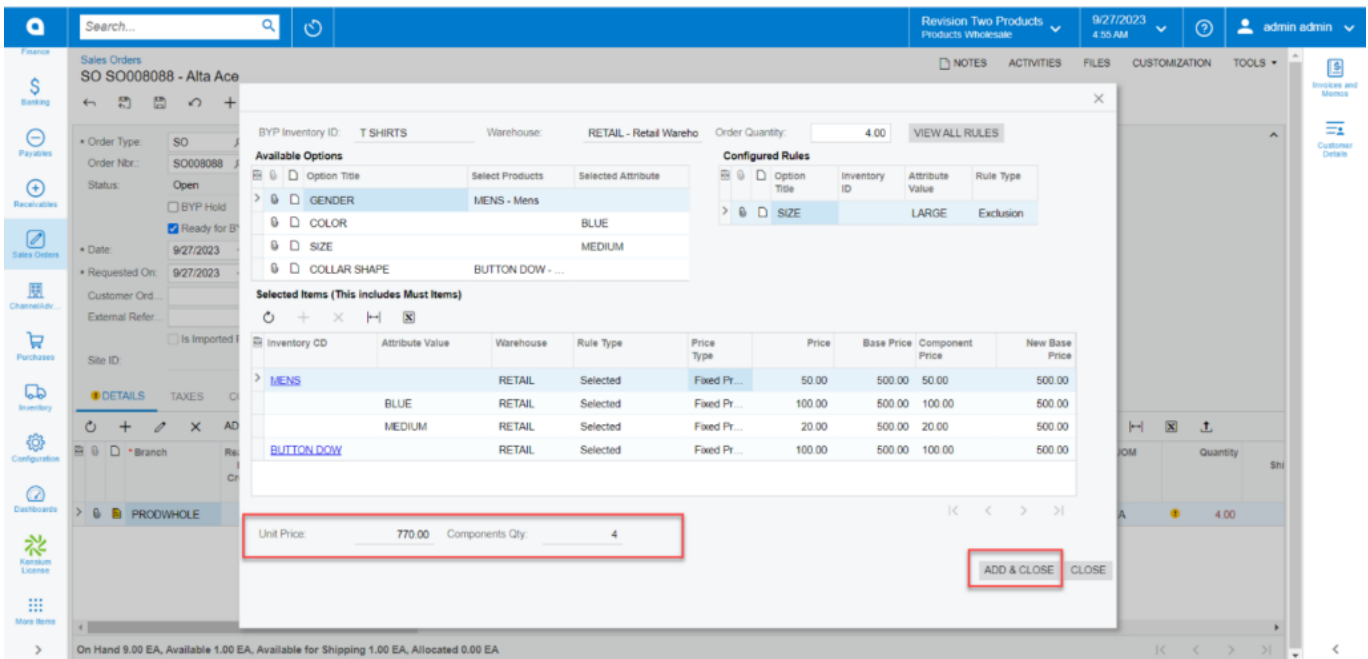 Search...
Revision Two Products
Products Wholesale
9/27/2023
4:55 AM
admin admin
Finance
Banking
Payables
Receivables
Sales Orders
ChannelAdv...
Purchases
Inventory
Configuration
Dashboards
Kensium License
More Items
Sales Orders
SO SO008088 - Alta Ace
NOTES ACTIVITIES FILES CUSTOMIZATION TOOLS
Invoices and Memos
Customer Details
* Order Type: SO
Order Nbr.: SO008088
Status: Open
BYP Hold
Ready for BY
* Date: 9/27/2023
* Requested On: 9/27/2023
Customer Ord...
External Refer...
Is Imported
Site ID:
DETAILS TAXES
AD
* Branch
PRODWHOLE
BYP Inventory ID: T SHIRTS Warehouse: RETAIL - Retail Wareho Order Quantity: 4.00 VIEW ALL RULES
Available Options
Option Title Select Products Selected Attribute
GENDER MENS - Mens
COLOR BLUE
SIZE MEDIUM
COLLAR SHAPE BUTTON DOW - ...
Configured Rules
Option Title Inventory ID Attribute Value Rule Type
SIZE LARGE Exclusion
Selected Items (This includes Must Items)
Inventory CD Attribute Value Warehouse Rule Type Price Type Price Base Price Component Price New Base Price
MENS RETAIL Selected Fixed Pr... 50.00 500.00 50.00 500.00
BLUE RETAIL Selected Fixed Pr... 100.00 500.00 100.00 500.00
MEDIUM RETAIL Selected Fixed Pr... 20.00 500.00 20.00 500.00
BUTTON DOW RETAIL Selected Fixed Pr... 100.00 500.00 100.00 500.00
Unit Price: 770.00 Components Qty: 4
ADD & CLOSE CLOSE
Quantity
4.00
On Hand 9.00 EA, Available 1.00 EA, Available for Shipping 1.00 EA, Allocated 0.00 EA